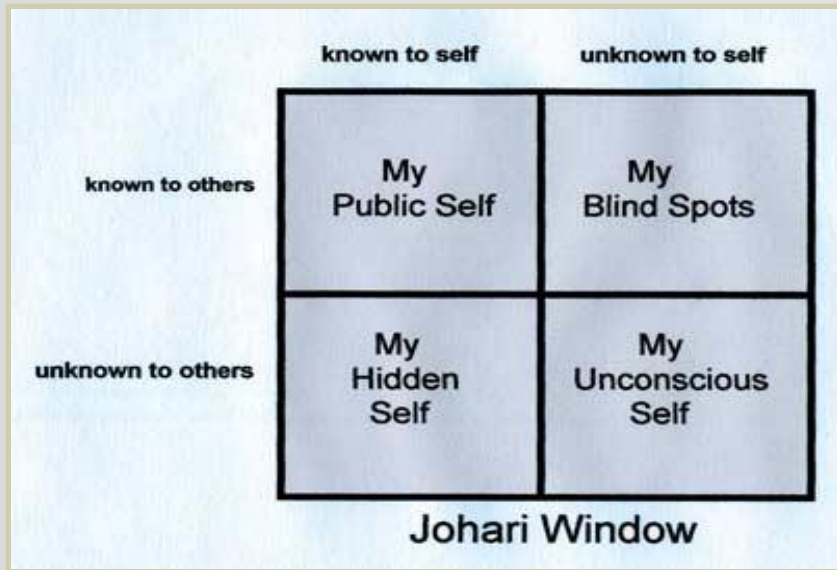 known to self
unknown to self
known to others
My
Public Self
My
Blind Spots
unknown to others
My
Hidden
Self
My
Unconscious
Self
Johari Window